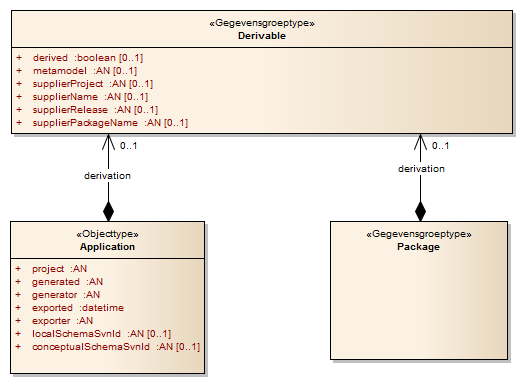 «Gegevensgroeptype»
Derivable
+ derived :boolean [0..1]
+ metamodel :AN [0..1]
+ supplierProject :AN [0..1]
+ supplierName :AN [0..1]
+ supplierRelease :AN [0..1]
+ supplierPackageName :AN [0..1]
0..1
0..1
derivation
derivation
«Objecttype»
Application
+ project :AN
+ generated :AN
+ generator :AN
+ exported :datetime
+ exporter :AN
+ localSchemaSvnId :AN [0..1]
+ conceptualSchemaSvnId :AN [0..1]
«Gegevensgroeptype»
Package